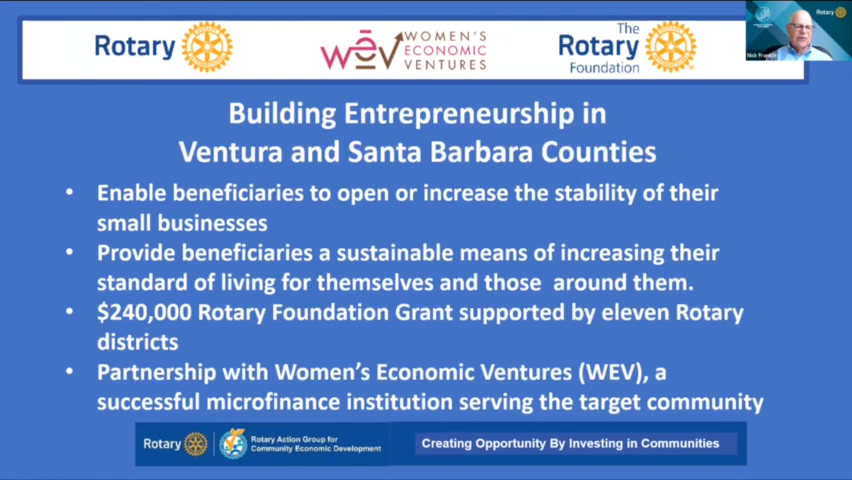 Rotary
WOMEN'S
wev ECONOMIC
VENTURES
The
Rotary
Foundation
Rotary
Building Entrepreneurship in
Ventura and Santa Barbara Counties
• Enable beneficiaries to open or increase the stability of their
small businesses
• Provide beneficiaries a sustainable means of increasing their
standard of living for themselves and those around them.
• $240,000 Rotary Foundation Grant supported by eleven Rotary
districts
• Partnership with Women's Economic Ventures (WEV), a
successful microfinance institution serving the target community
Rotary
Rotary Action Group for
Community Economic Development
Creating Opportunity By Investing in Communities